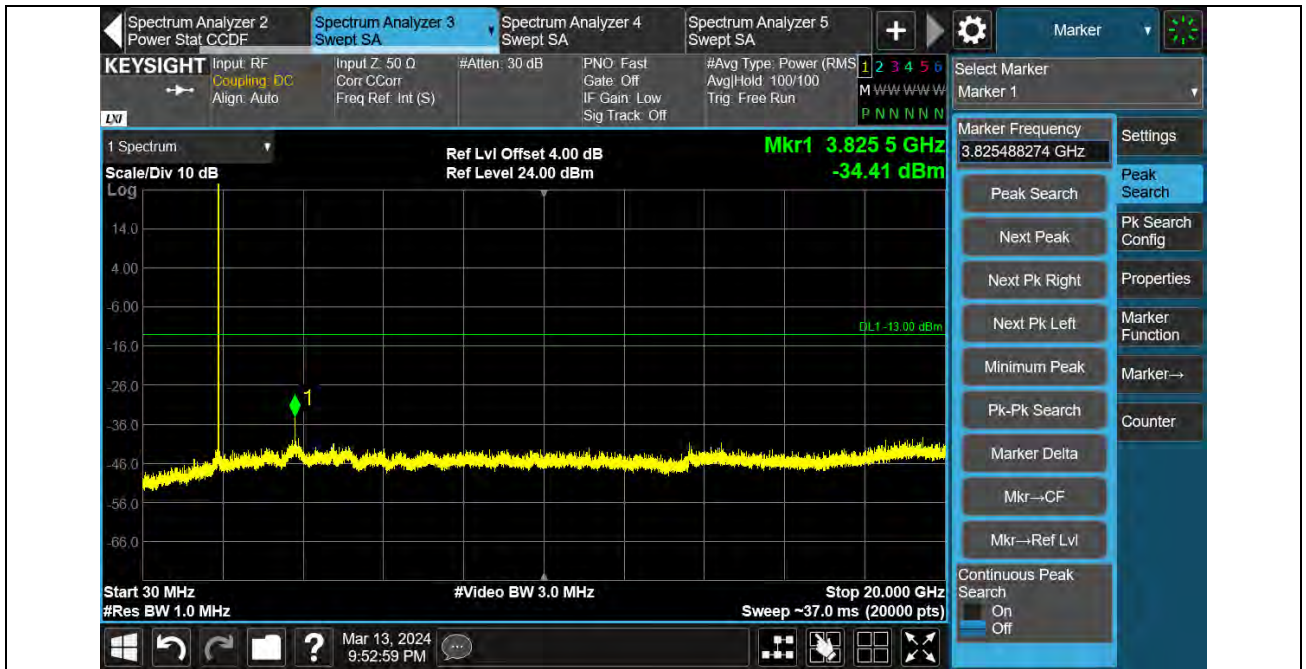 Spectrum Analyzer 2
Power Stat CCDF
Spectrum Analyzer 3
Swept SA
Spectrum Analyzer 4
Swept SA
Spectrum Analyzer 5
Swept SA
+
Marker
KEYSIGHT
LXI
Input: RF
Coupling: DC
Align: Auto
Input Z: 50 Ω
Corr CCorr
Freq Ref: Int (S)
#Atten: 30 dB
PNO: Fast
Gate: Off
IF Gain: Low
Sig Track: Off
#Avg Type: Power (RMS
Avg|Hold: 100/100
Trig: Free Run
1 2 3 4 5 6
M W W W W W
P N N N N N
Select Marker
Marker 1
1 Spectrum
Scale/Div 10 dB
Ref Lvl Offset 4.00 dB
Ref Level 24.00 dBm
Mkr1 3.825 5 GHz
-34.41 dBm
Log
14.0
4.00
-6.00
-16.0
-26.0
-36.0
-46.0
-56.0
-66.0
DL1 -13.00 dBm
1
Start 30 MHz
#Res BW 1.0 MHz
#Video BW 3.0 MHz
Stop 20.000 GHz
Sweep ~37.0 ms (20000 pts)
Marker Frequency
3.825488274 GHz
Peak Search
Next Peak
Next Pk Right
Next Pk Left
Minimum Peak
Pk-Pk Search
Marker Delta
Mkr→CF
Mkr→Ref Lvl
Continuous Peak
Search
On
Off
Settings
Peak
Search
Pk Search
Config
Properties
Marker
Function
Marker→
Counter
?
Mar 13, 2024
9:52:59 PM